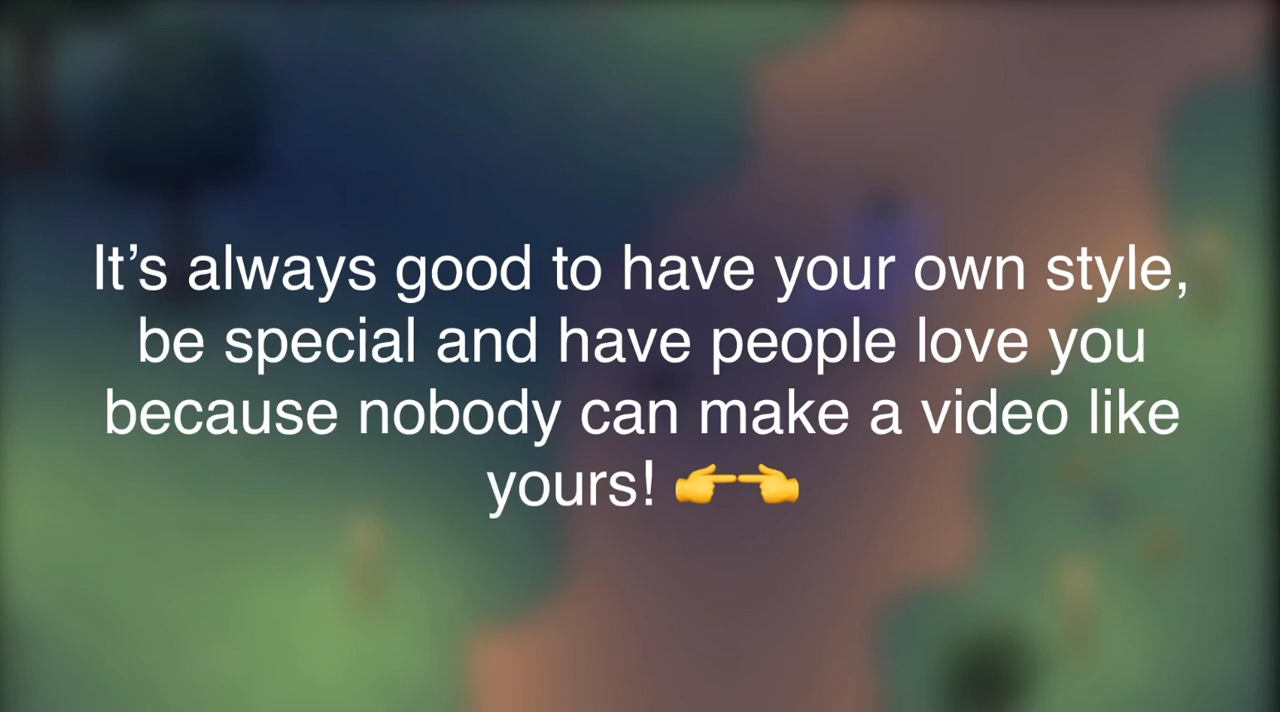 It’s always good to have your own style,
be special and have people love you
because nobody can make a video like
yours! 👉👈